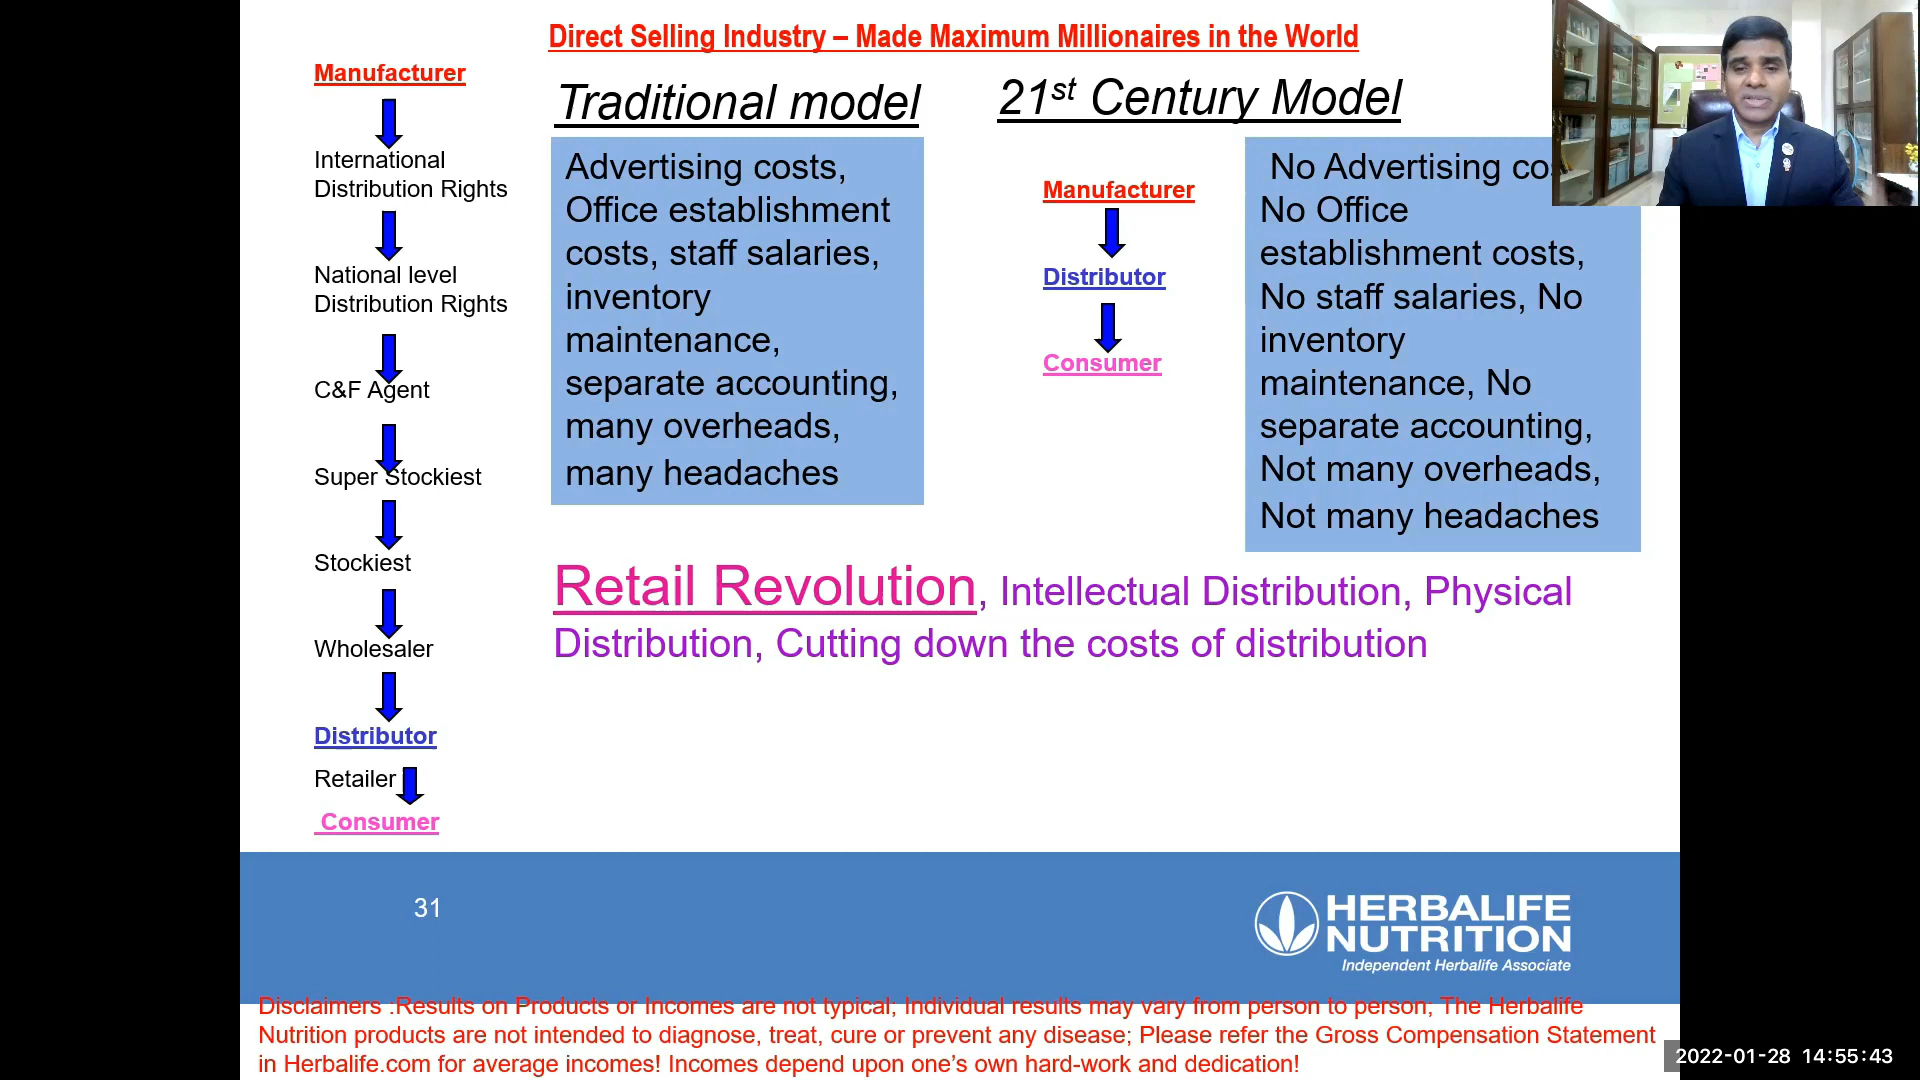 Direct Selling Industry – Made Maximum Millionaires in the World
Manufacturer
International
Distribution Rights
National level
Distribution Rights
C&F Agent
Super Stockiest
Stockiest
Wholesaler
Distributor
Retailer
Consumer
Traditional model
Advertising costs,
Office establishment
costs, staff salaries,
inventory
maintenance,
separate accounting,
many overheads,
many headaches
21st Century Model
Manufacturer
Distributor
Consumer
No Advertising
No Office
establishment costs,
No staff salaries, No
inventory
maintenance, No
separate accounting,
Not many overheads,
Not many headaches
Retail Revolution, Intellectual Distribution, Physical
Distribution, Cutting down the costs of distribution
31
HERBALIFE
NUTRITION
Independent Herbalife Associate
Disclaimers :Results on Products or Incomes are not typical; Individual results may vary from person to person; The Herbalife
Nutrition products are not intended to diagnose, treat, cure or prevent any disease; Please refer the Gross Compensation Statement
in Herbalife.com for average incomes! Incomes depend upon one's own hard-work and dedication!
2022-01-28 14:55:43